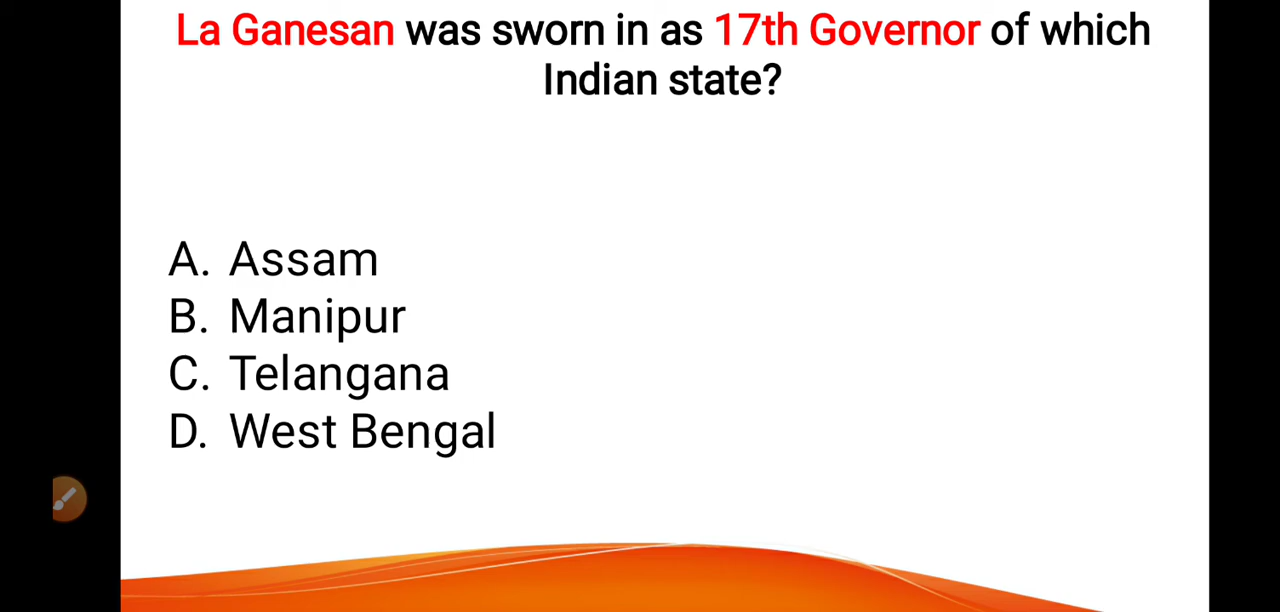 La Ganesan was sworn in as 17th Governor of which
Indian state?
A. Assam
B. Manipur
C. Telangana
D. West Bengal